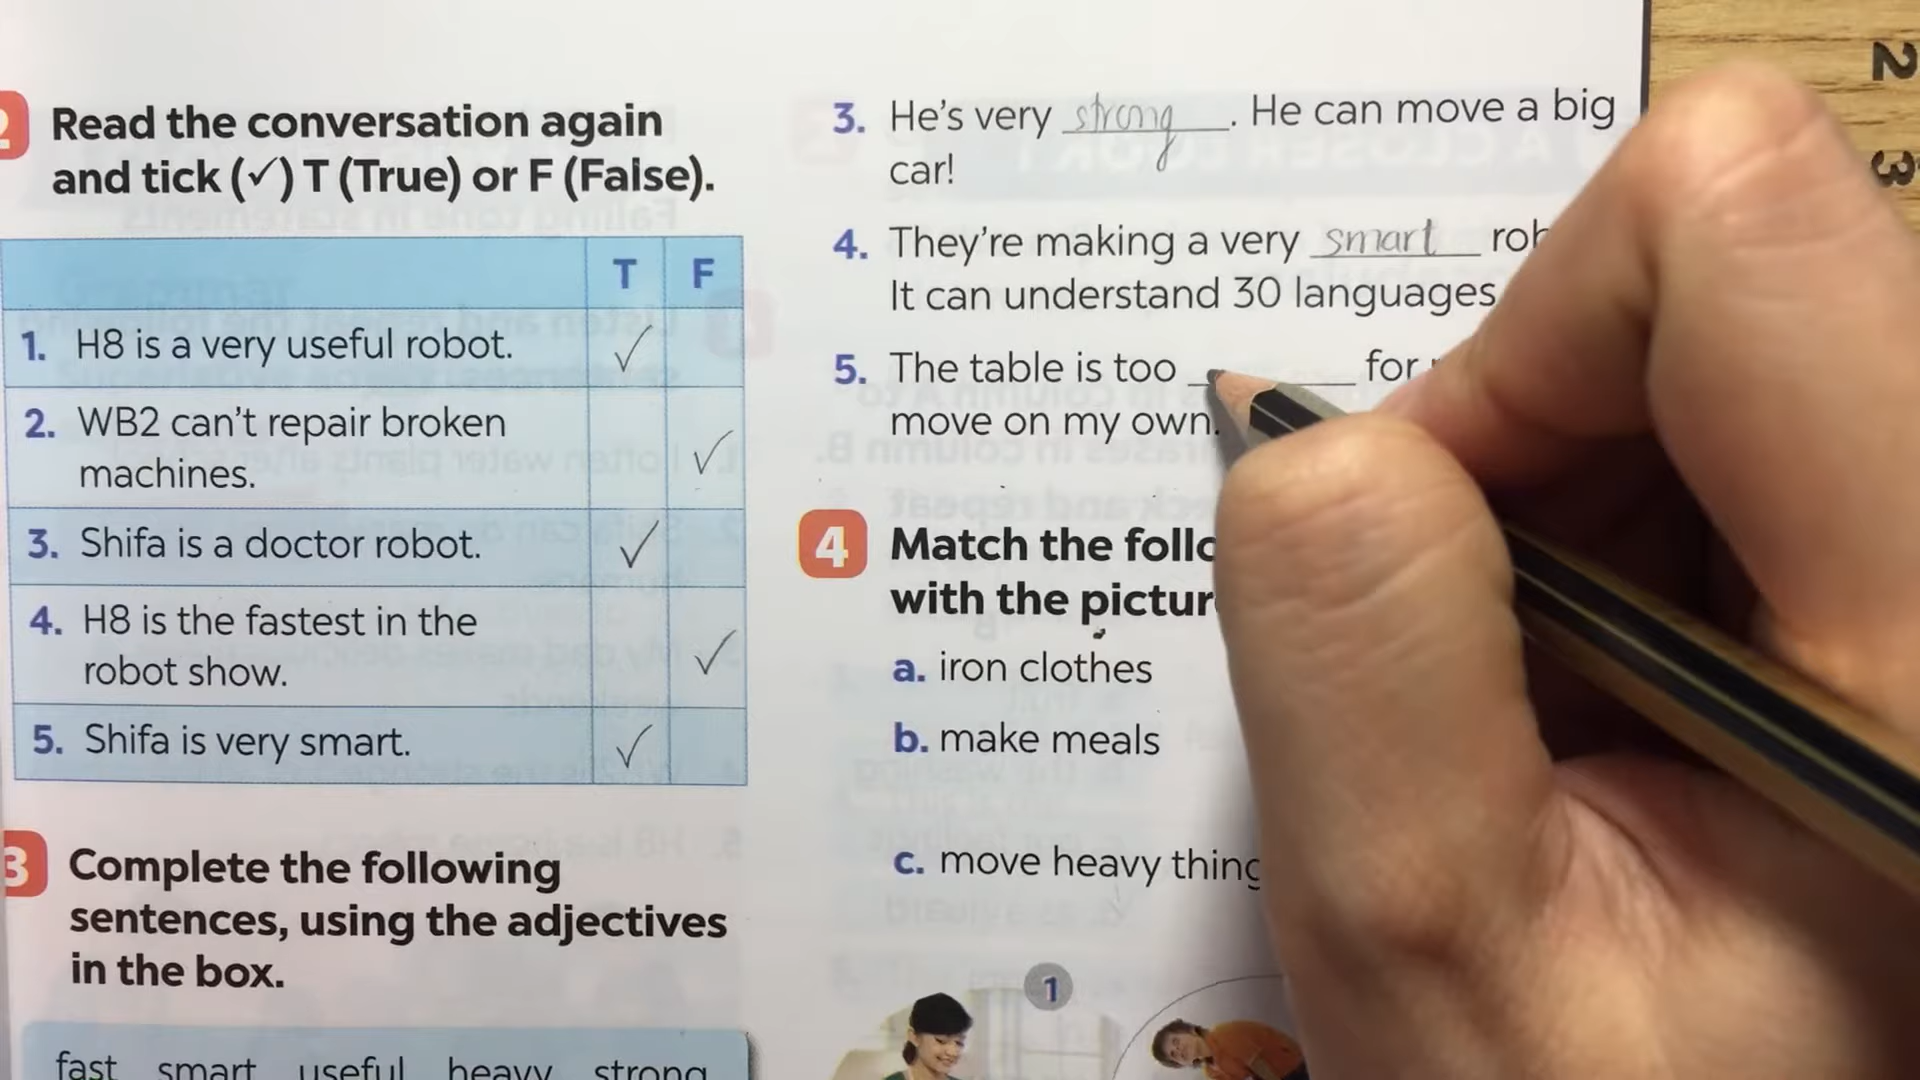 2 Read the conversation again
and tick (✓) T (True) or F (False).
T F
1. H8 is a very useful robot. ✓
2. WB2 can't repair broken ✓
machines.
3. Shifa is a doctor robot. ✓
4. H8 is the fastest in the ✓
robot show.
5. Shifa is very smart. ✓
3 Complete the following
sentences, using the adjectives
in the box.
fast smart useful heavy strong
3. He's very strong. He can move a big
car!
4. They're making a very smart
It can understand 30 languages
5. The table is too ______ for
move on my own.
4 Match the
with the
a. iron clothes
b. make meals
c. move heavy
1
2
3